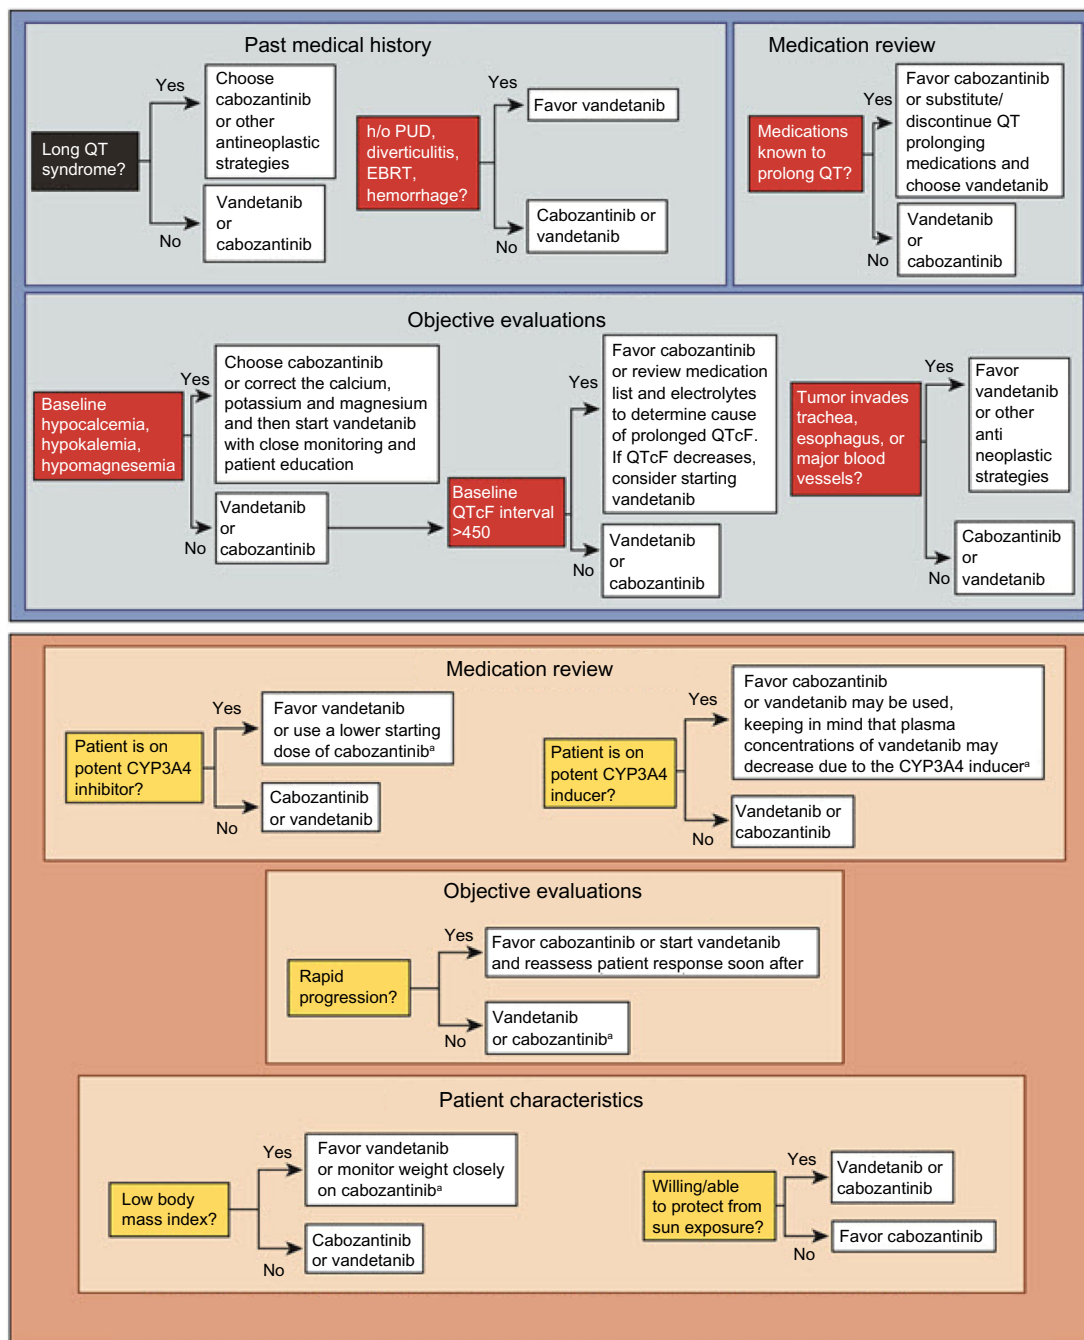 Past medical history
Long QT
syndrome?
Yes
Choose
cabozantinib
or other
antineoplastic
strategies
No
Vandetanib
or
cabozantinib
h/o PUD,
diverticulitis,
EBRT,
hemorrhage?
Yes
Favor vandetanib
No
Cabozantinib or
vandetanib
Medication review
Medications
known to
prolong QT?
Yes
Favor cabozantinib
or substitute/
discontinue QT
prolonging
medications and
choose vandetanib
No
Vandetanib
or
cabozantinib
Objective evaluations
Baseline
hypocalcemia,
hypokalemia,
hypomagnesemia
Yes
Choose cabozantinib
or correct the calcium,
potassium and magnesium
and then start vandetanib
with close monitoring and
patient education
No
Vandetanib
or
cabozantinib
Baseline
QTcF interval
>450
Yes
Favor cabozantinib
or review medication
list and electrolytes
to determine cause
of prolonged QTcF.
If QTcF decreases,
consider starting
vandetanib
No
Vandetanib
or
cabozantinib
Tumor invades
trachea,
esophagus, or
major blood
vessels?
Yes
Favor
vandetanib
or other
anti
neoplastic
strategies
No
Cabozantinib
or
vandetanib
Medication review
Patient is on
potent CYP3A4
inhibitor?
Yes
Favor vandetanib
or use a lower starting
dose of cabozantinibᵃ
No
Cabozantinib
or vandetanib
Patient is on
potent CYP3A4
inducer?
Yes
Favor cabozantinib
or vandetanib may be used,
keeping in mind that plasma
concentrations of vandetanib may
decrease due to the CYP3A4 inducerᵃ
No
Vandetanib or
cabozantinib
Objective evaluations
Rapid
progression?
Yes
Favor cabozantinib or start vandetanib
and reassess patient response soon after
No
Vandetanib
or cabozantinibᵃ
Patient characteristics
Low body
mass index?
Yes
Favor vandetanib
or monitor weight closely
on cabozantinibᵃ
No
Cabozantinib
or vandetanib
Willing/able
to protect from
sun exposure?
Yes
Vandetanib or
cabozantinib
No
Favor cabozantinib